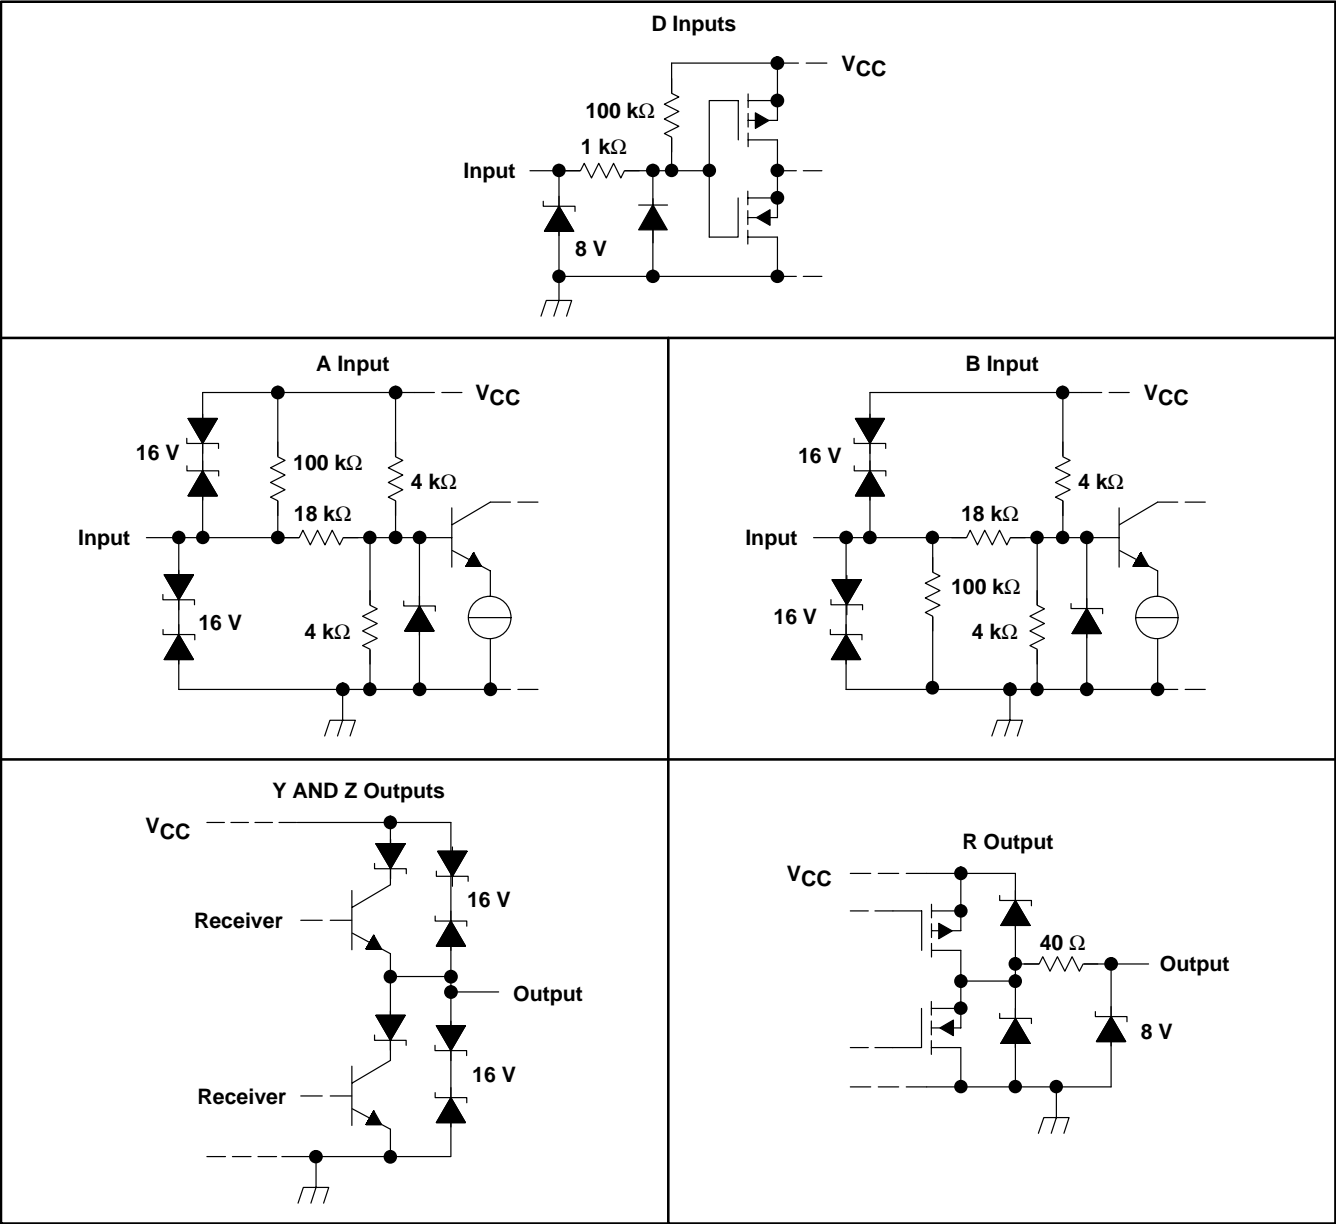 D Inputs
VCC
100 kΩ
1 kΩ
Input
8 V
A Input
VCC
16 V
100 kΩ
4 kΩ
18 kΩ
Input
16 V
4 kΩ
B Input
VCC
16 V
4 kΩ
18 kΩ
Input
100 kΩ
16 V
4 kΩ
Y AND Z Outputs
VCC
16 V
Receiver
Output
16 V
Receiver
R Output
VCC
40 Ω
Output
8 V